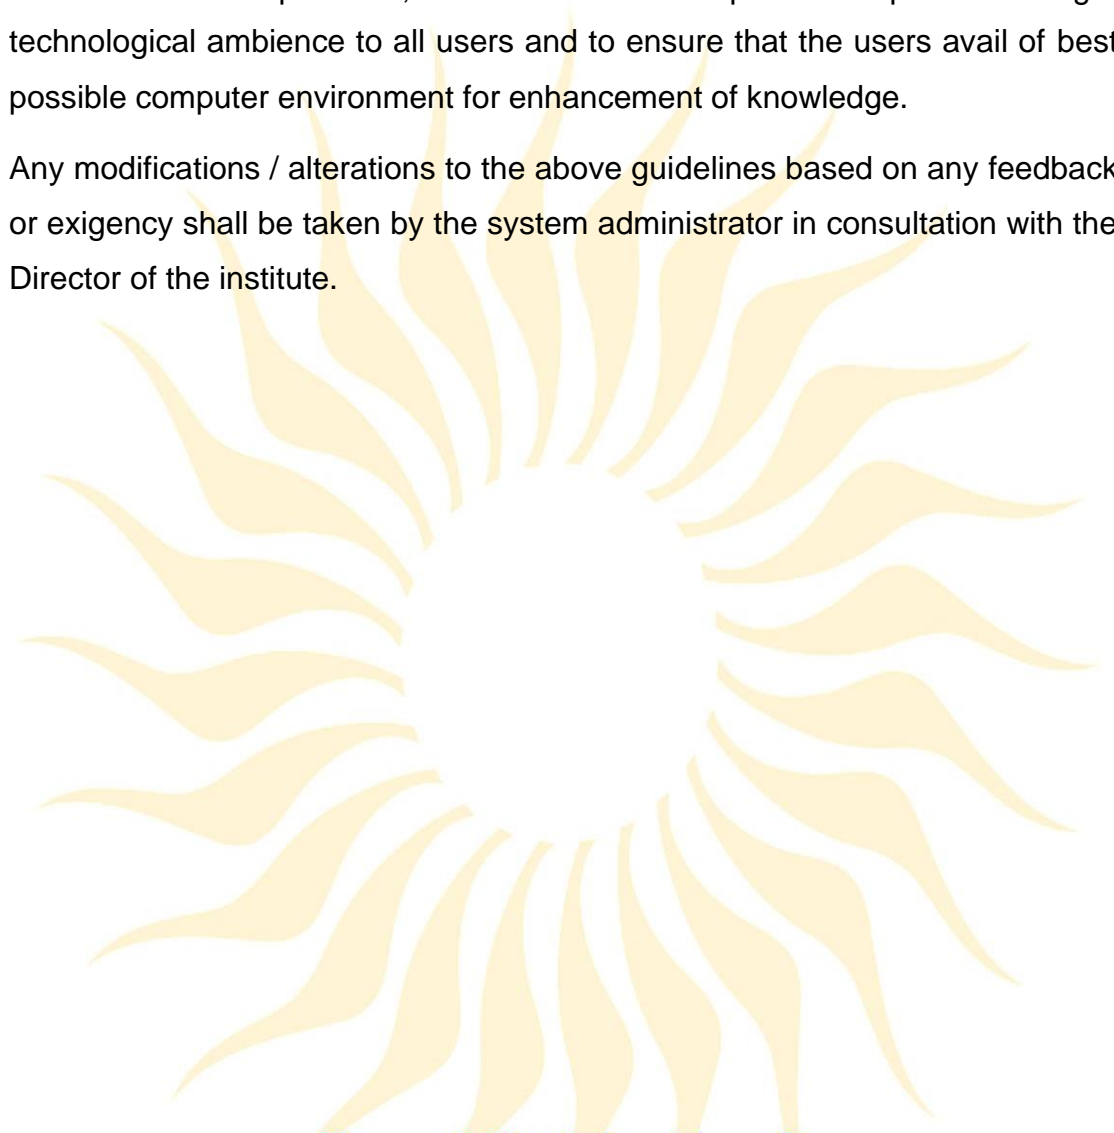 technological ambience to all users and to ensure that the users avail of best
possible computer environment for enhancement of knowledge.
Any modifications / alterations to the above guidelines based on any feedback
or exigency shall be taken by the system administrator in consultation with the
Director of the institute.